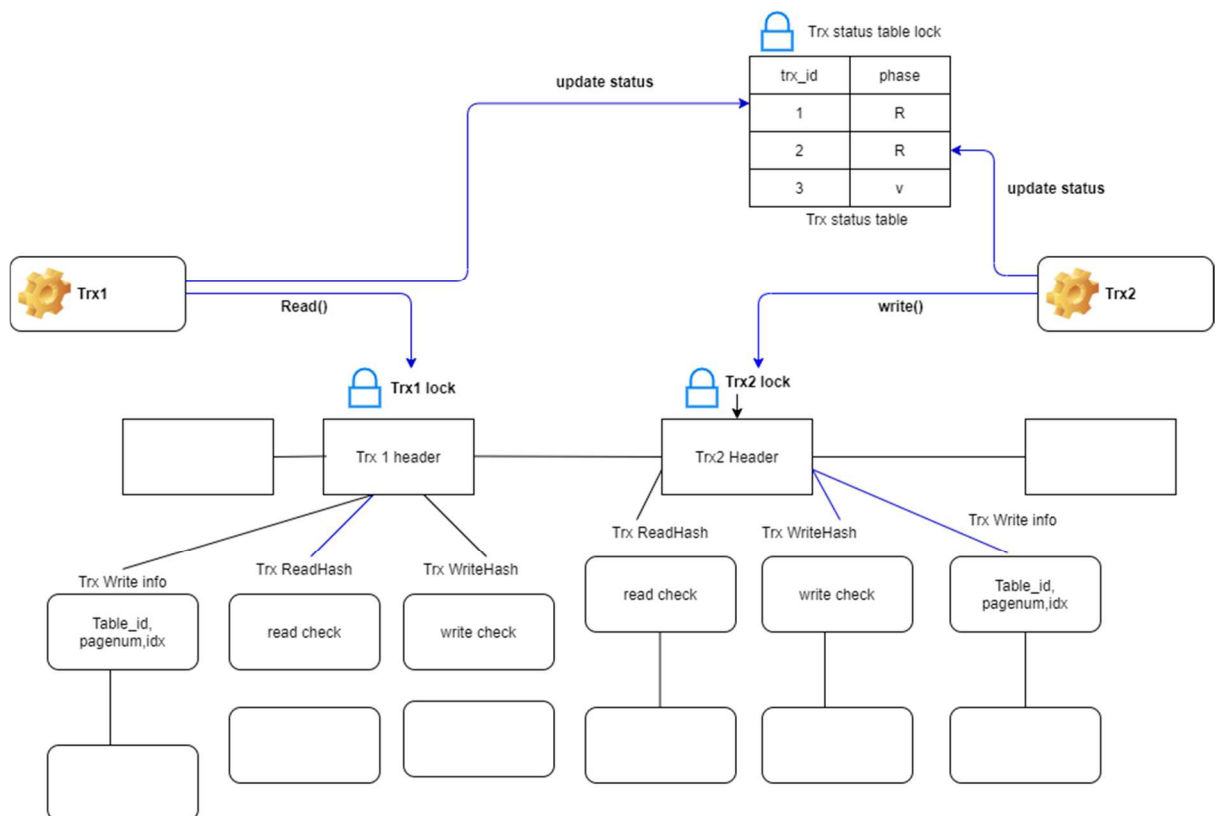 Trx status table lock
trx_id phase
1 R
2 R
3 v
Trx status table
update status
update status
Trx1
Read()
Trx2
write()
Trx1 lock
Trx2 lock
Trx 1 header
Trx2 Header
Trx Write info
Trx ReadHash
Trx WriteHash
Trx ReadHash
Trx WriteHash
Trx Write info
Table_id,
pagenum,idx
read check
write check
read check
write check
Table_id,
pagenum,idx